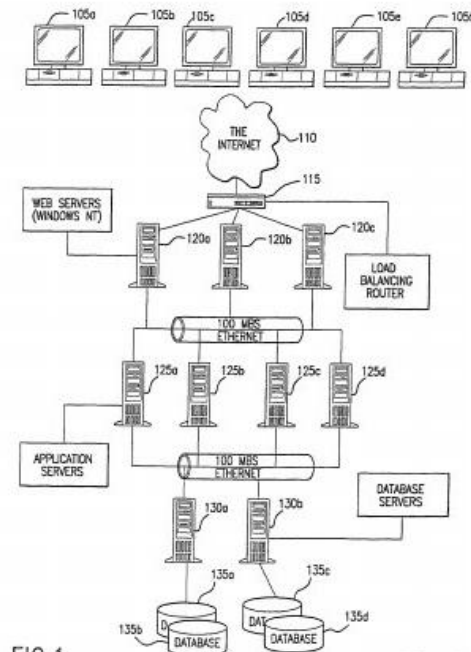 105a
105b
105c
105d
105e
105f
THE
INTERNET
110
115
WEB SERVERS
(WINDOWS NT)
120a
120b
120c
LOAD
BALANCING
ROUTER
100 MBS
ETHERNET
125a
125b
125c
125d
APPLICATION
SERVERS
100 MBS
ETHERNET
DATABASE
SERVERS
130a
130b
135a
135c
135b
DATABASE
DATABASE
135d